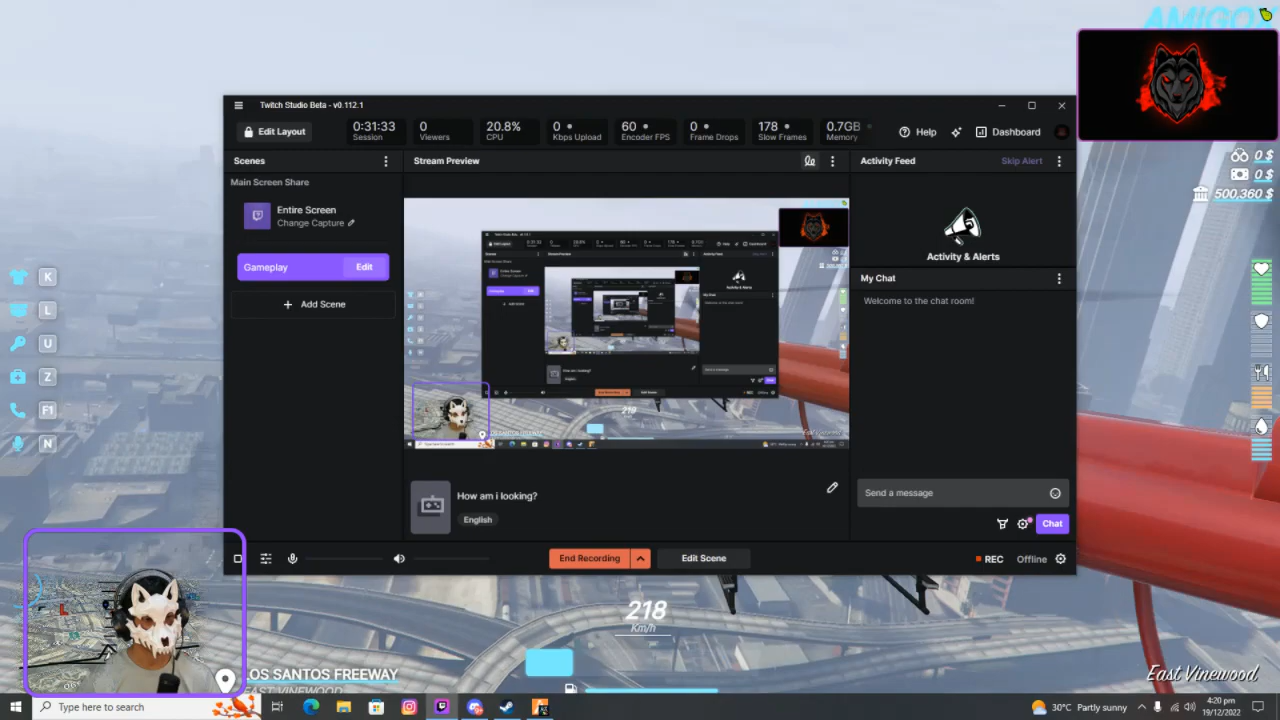 AMIGOX
Twitch Studio Beta - v0.112.1
Edit Layout
0:31:33
Session
0
Viewers
20.8%
CPU
0
Kbps Upload
60
Encoder FPS
0
Frame Drops
178
Slow Frames
0.7GB
Memory
Help
Dashboard
Scenes
Stream Preview
Activity Feed
Skip Alert
0 $
0 $
500,360 $
Main Screen Share
Entire Screen
Change Capture
Gameplay
Edit
+ Add Scene
Activity & Alerts
My Chat
Welcome to the chat room!
K
L
U
Z
F1
N
How am i looking?
English
Send a message
Chat
End Recording
Edit Scene
REC
Offline
218
Km/h
LOS SANTOS FREEWAY
EAST VINEWOOD
East Vinewood
Type here to search
30°C Partly sunny
4:20 pm
19/12/2022